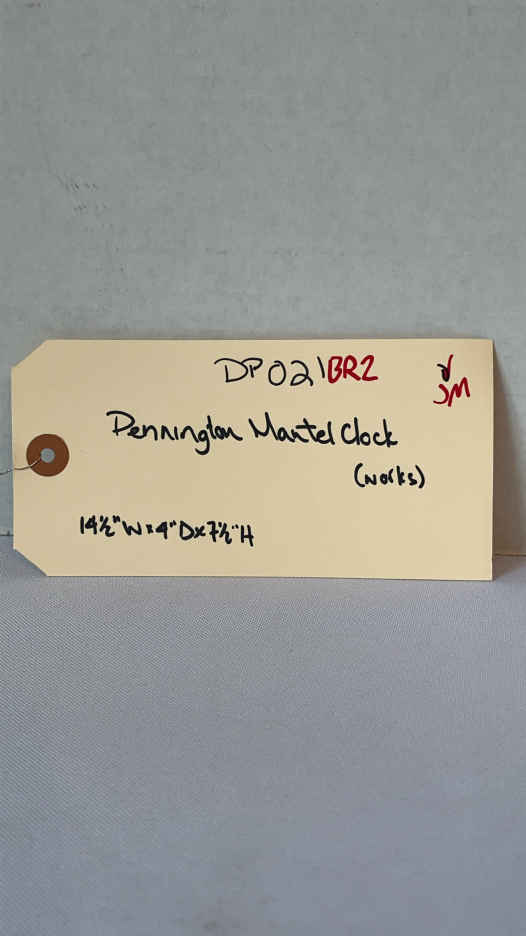 DP021BR2
JM
Pennington Mantel Clock
(works)
14½"W x 4"D x 7½"H